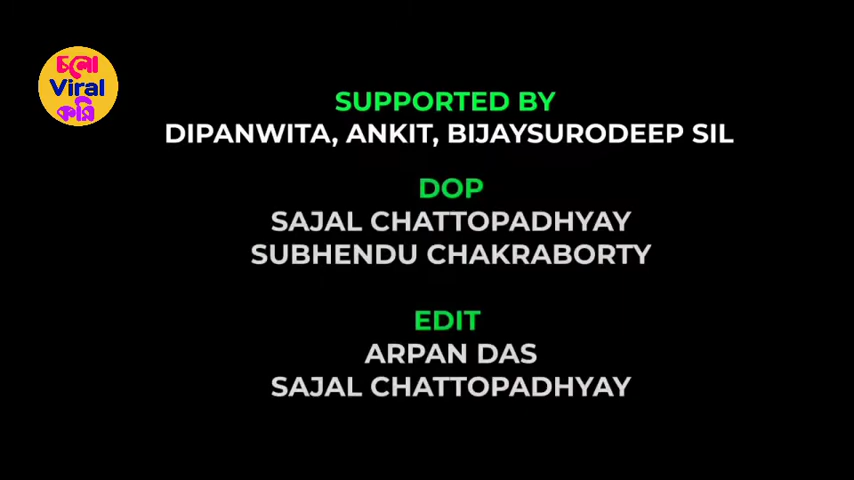 চলো
Viral
করি
SUPPORTED BY
DIPANWITA, ANKIT, BIJAYSURODEEP SIL
DOP
SAJAL CHATTOPADHYAY
SUBHENDU CHAKRABORTY
EDIT
ARPAN DAS
SAJAL CHATTOPADHYAY